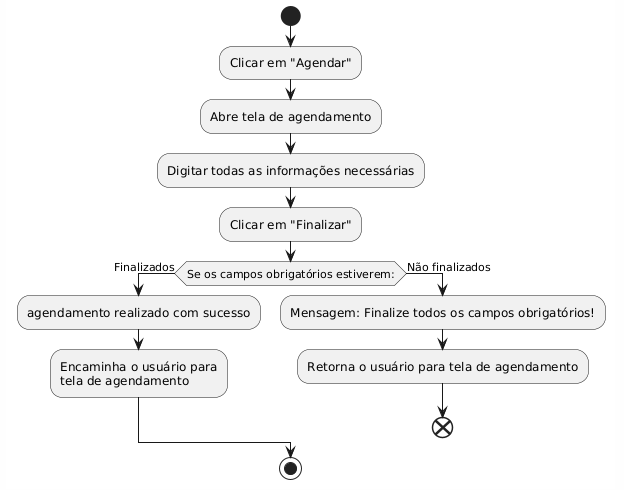 Clicar em "Agendar"
Abre tela de agendamento
Digitar todas as informações necessárias
Clicar em "Finalizar"
Se os campos obrigatórios estiverem:
Finalizados
Não finalizados
agendamento realizado com sucesso
Encaminha o usuário para
tela de agendamento
Mensagem: Finalize todos os campos obrigatórios!
Retorna o usuário para tela de agendamento